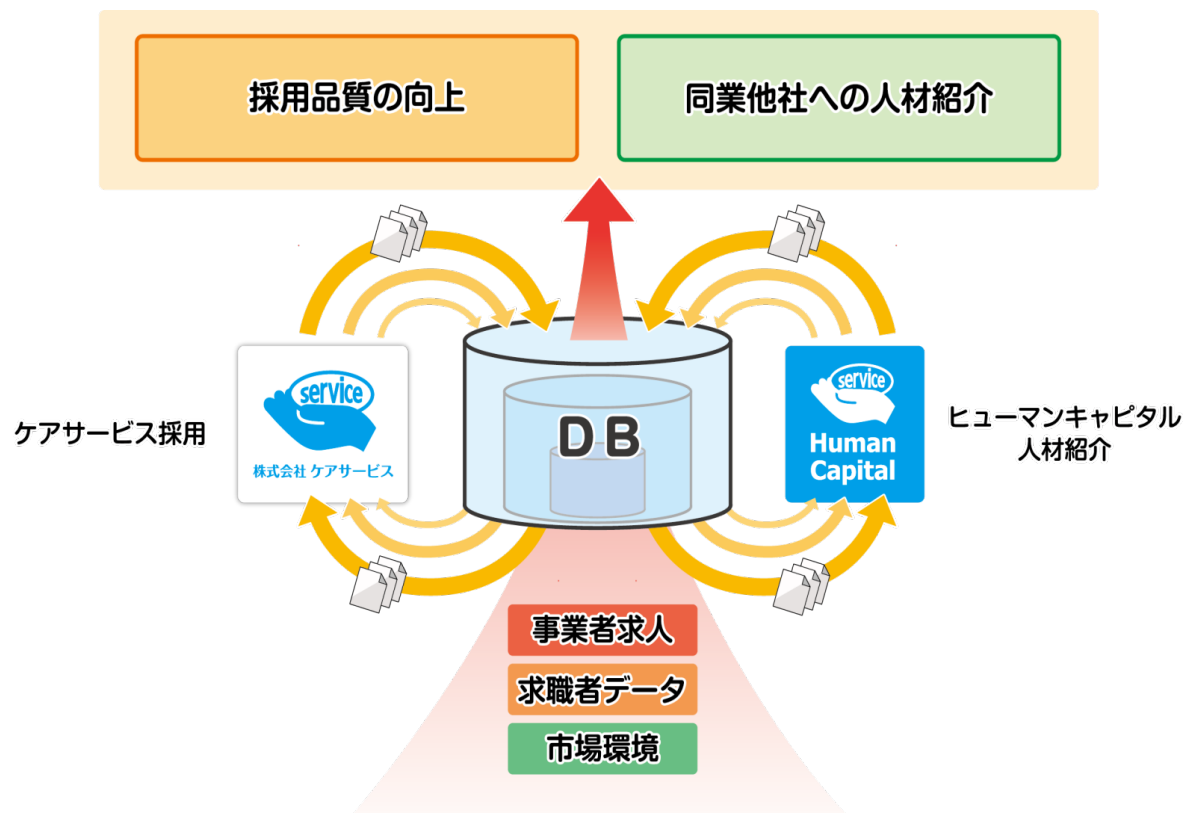 採用品質の向上
同業他社への人材紹介
ケアサービス採用
service
株式会社 ケアサービス
DB
service
Human
Capital
ヒューマンキャピタル
人材紹介
事業者求人
求職者データ
市場環境